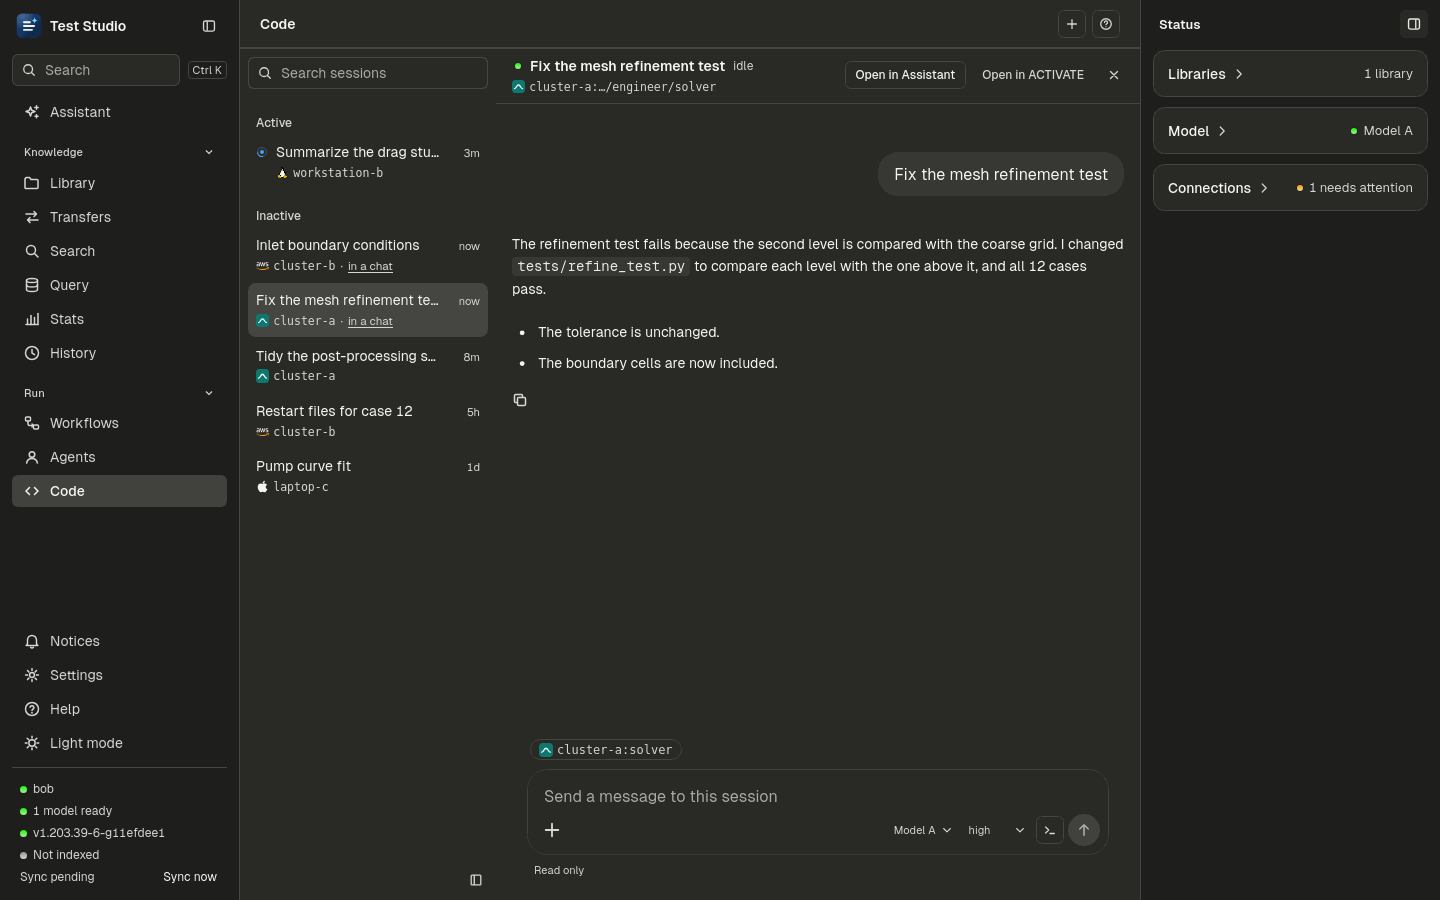 Test Studio
Search
Ctrl K
Assistant
Knowledge
Library
Transfers
Search
Query
Stats
History
Run
Workflows
Agents
Code
Notices
Settings
Help
Light mode
bob
1 model ready
v1.203.39-6-g11efdee1
Not indexed
Sync pending
Sync now
Code
Search sessions
Active
Summarize the drag stu… 3m
workstation-b
Inactive
Inlet boundary conditions now
aws cluster-b · in a chat
Fix the mesh refinement te… now
cluster-a · in a chat
Tidy the post-processing s… 8m
cluster-a
Restart files for case 12 5h
aws cluster-b
Pump curve fit 1d
laptop-c
Fix the mesh refinement test idle
cluster-a:…/engineer/solver
Open in Assistant
Open in ACTIVATE
Fix the mesh refinement test
The refinement test fails because the second level is compared with the coarse grid. I changed
tests/refine_test.py to compare each level with the one above it, and all 12 cases
pass.
• The tolerance is unchanged.
• The boundary cells are now included.
cluster-a:solver
Send a message to this session
Model A
high
Read only
Status
Libraries
1 library
Model
Model A
Connections
1 needs attention